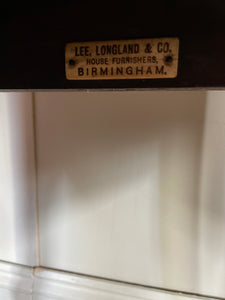 LEE, LONGLAND & CO.
HOUSE FURNISHERS,
BIRMINGHAM.